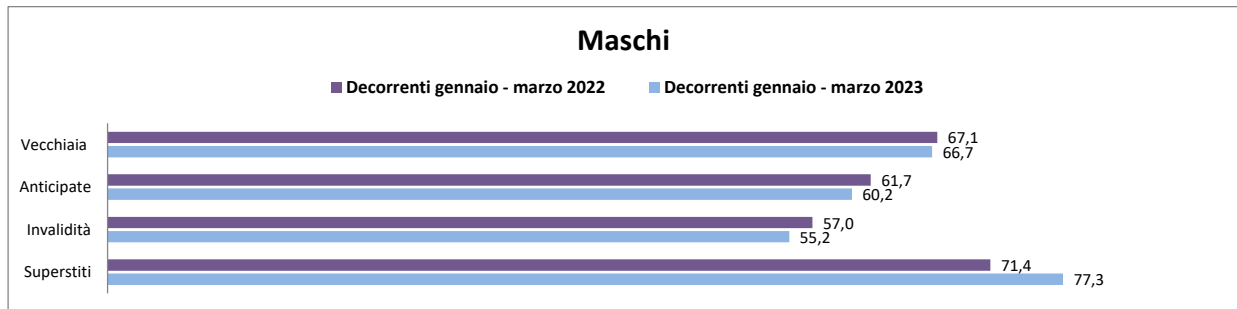 Maschi
Decorrenti gennaio - marzo 2022 Decorrenti gennaio - marzo 2023
Vecchiaia 67,1
66,7
Anticipate 61,7
60,2
Invalidità 57,0
55,2
Superstiti 71,4
77,3